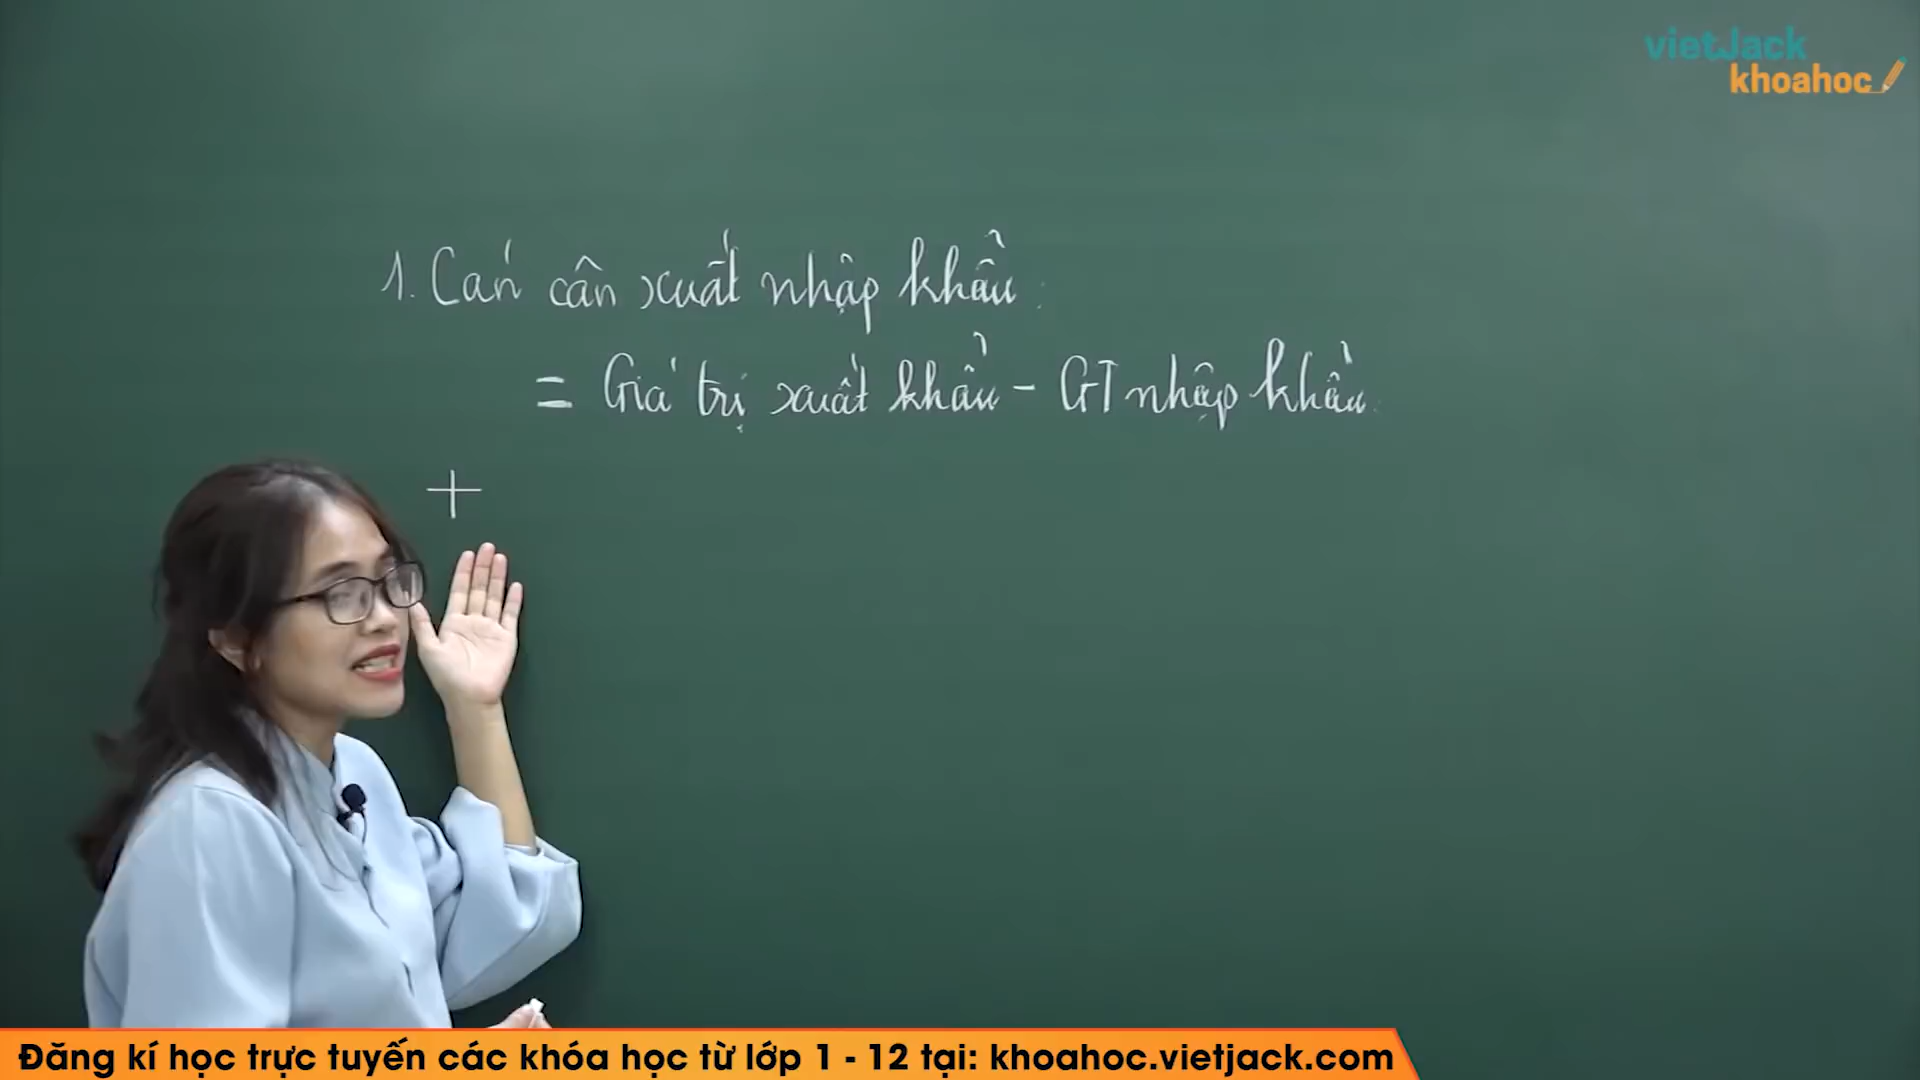 vietJack
khoahoc
1. Cán cân xuất nhập khẩu:
= Giá trị xuất khẩu - GT nhập khẩu.
+
Đăng kí học trực tuyến các khóa học từ lớp 1 - 12 tại: khoahoc.vietjack.com